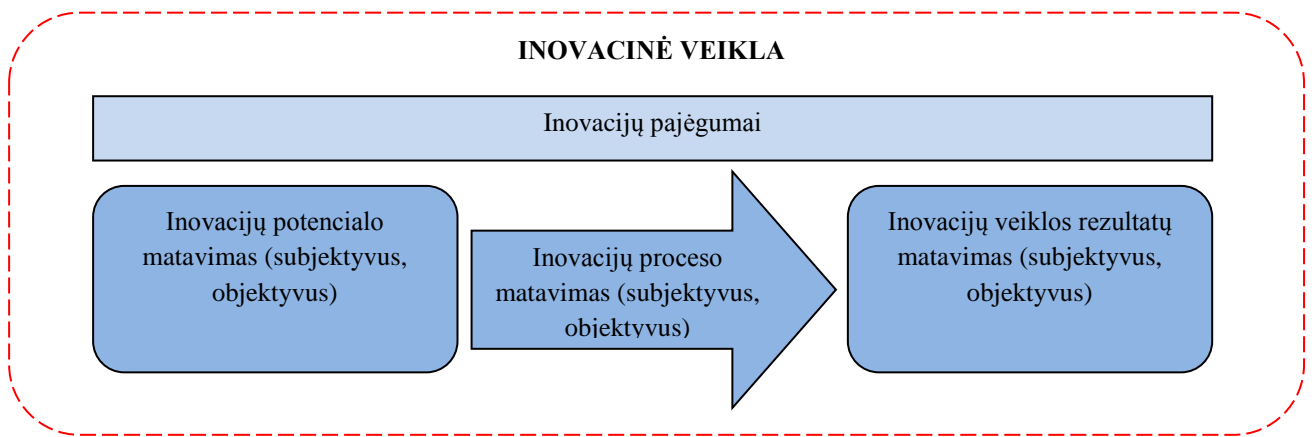 INOVACINĖ VEIKLA
Inovacijų pajėgumai
Inovacijų potencialo
matavimas (subjektyvus,
objektyvus)
Inovacijų proceso
matavimas (subjektyvus,
objektyvus)
Inovacijų veiklos rezultatų
matavimas (subjektyvus,
objektyvus)